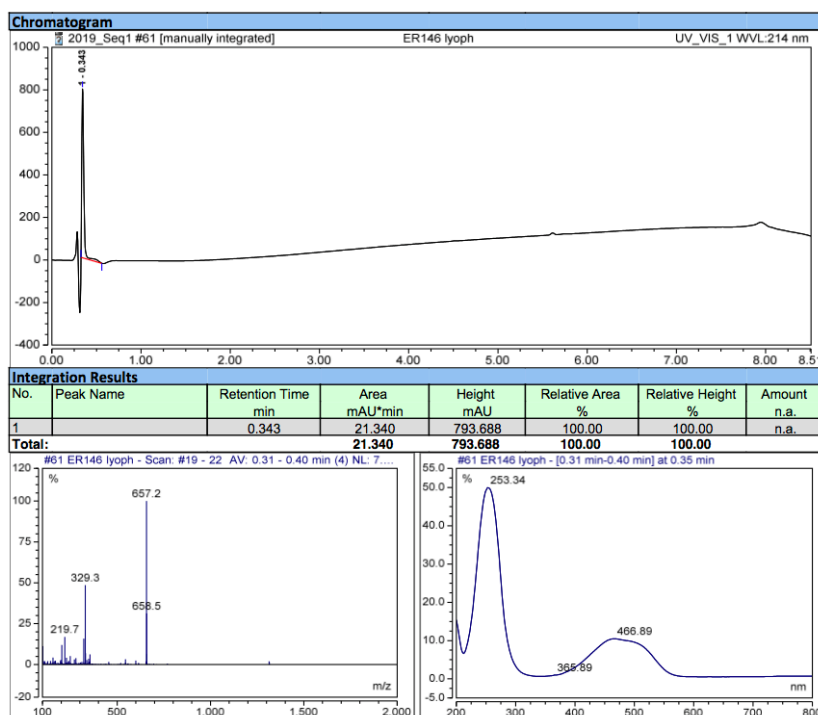 Chromatogram
2019_Seq1 #61 [manually integrated] ER146 lyoph UV_VIS_1 WVL:214 nm
1000
800
600
400
200
0
-200
-400
1 - 0.343
0.00 1.00 2.00 3.00 4.00 5.00 6.00 7.00 8.00 8.51
Integration Results
No. Peak Name Retention Time Area Height Relative Area Relative Height Amount
min mAU*min mAU % % n.a.
1 0.343 21.340 793.688 100.00 100.00 n.a.
Total: 21.340 793.688 100.00 100.00
#61 ER146 lyoph - Scan: #19 - 22 AV: 0.31 - 0.40 min (4) NL: 7....
120
100
75
50
25
0
-20
%
657.2
329.3
658.5
219.7
m/z
100 500 1.000 1.500 2.000
#61 ER146 lyoph - [0.31 min-0.40 min] at 0.35 min
55.0
50.0
40.0
30.0
20.0
10.0
-5.0
%
253.34
466.89
365.89
nm
200 300 400 500 600 700 800